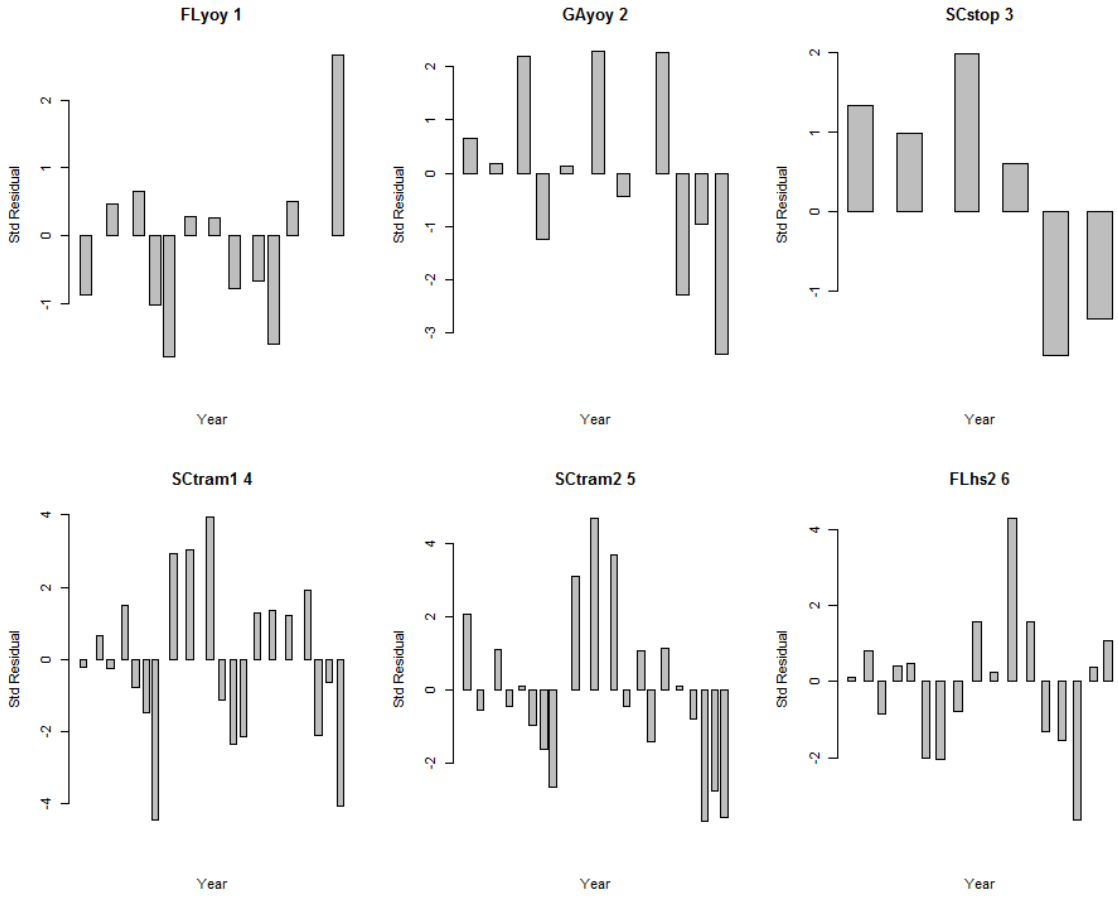 FLyoy 1
Std Residual
2
1
0
-1
Year
GAyoy 2
Std Residual
2
1
0
-1
-2
-3
Year
SCstop 3
Std Residual
2
1
0
-1
Year
SCtram1 4
Std Residual
4
2
0
-2
-4
Year
SCtram2 5
Std Residual
4
2
0
-2
Year
FLhs2 6
Std Residual
4
2
0
-2
Year